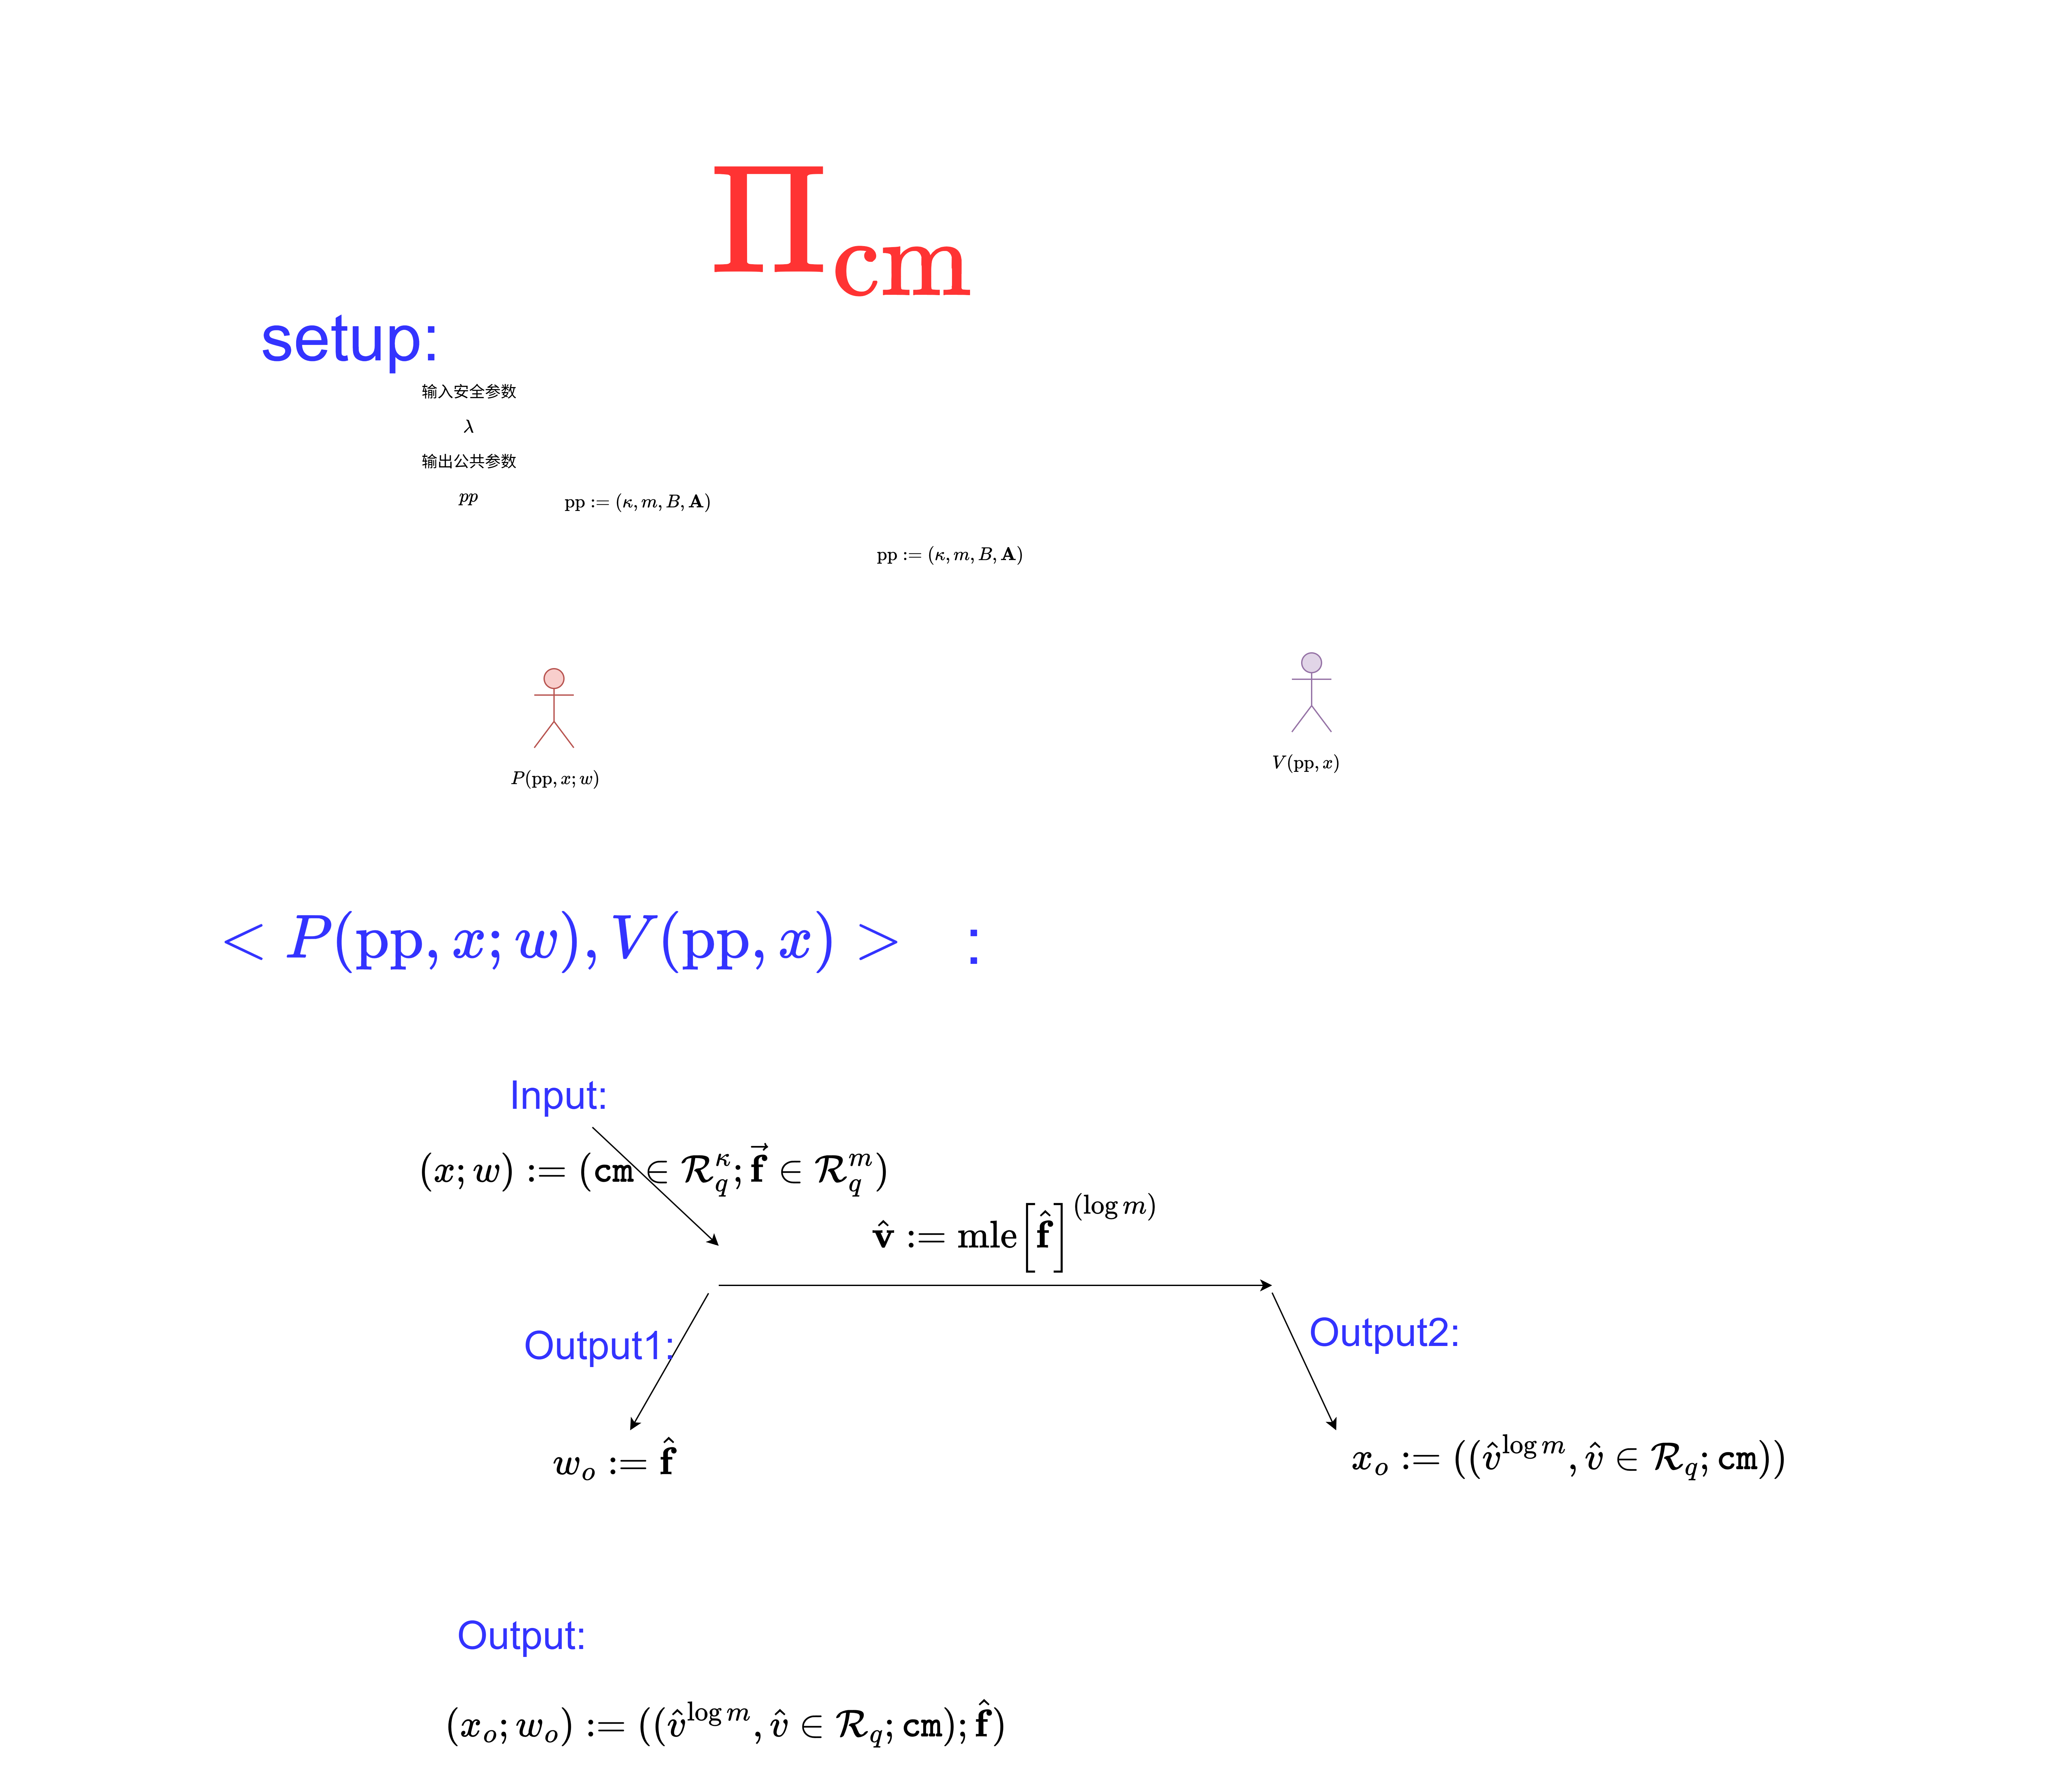 Π_cm
setup:
输入安全参数
λ
输出公共参数
pp
pp := (κ, m, B, A)
pp := (κ, m, B, A)
P(pp, x; w)
V(pp, x)
< P(pp, x; w), V(pp, x) > :
Input:
(x; w) := (cm ∈ ℛ_q^κ; f⃗ ∈ ℛ_q^m)
v̂ := mle[f̂]^(log m)
Output1:
Output2:
w_o := f̂
x_o := ((v̂^{log m}, v̂ ∈ ℛ_q; cm))
Output:
(x_o; w_o) := ((v̂^{log m}, v̂ ∈ ℛ_q; cm); f̂)